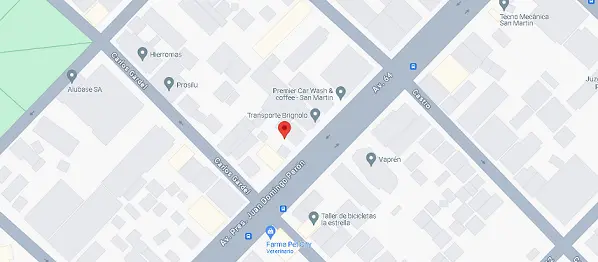 Tecno Mecánica
San Martín
Hierromas
Carlos Gardel
Prosilu
Alubase SA
Premier Car Wash &
coffee - San Martín
Av. 64
Castro
Transporte Brignolo
Vaprén
Carlos Gardel
Av. Pres. Juan Domingo Perón
Taller de bicicletas
la estrella
Farma Pet City
Veterinario